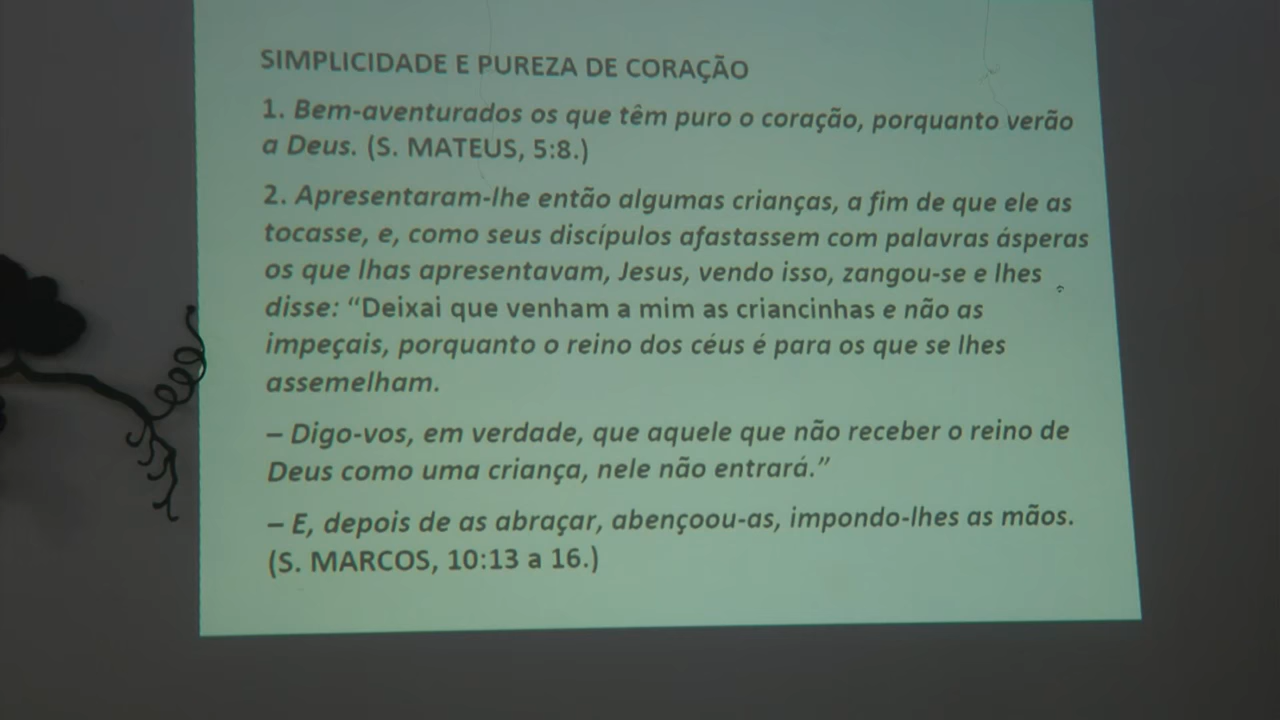 SIMPLICIDADE E PUREZA DE CORAÇÃO
1. Bem-aventurados os que têm puro o coração, porquanto verão
a Deus. (S. MATEUS, 5:8.)
2. Apresentaram-lhe então algumas crianças, a fim de que ele as
tocasse, e, como seus discípulos afastassem com palavras ásperas
os que lhas apresentavam, Jesus, vendo isso, zangou-se e lhes
disse: “Deixai que venham a mim as criancinhas e não as
impeçais, porquanto o reino dos céus é para os que se lhes
assemelham.
– Digo-vos, em verdade, que aquele que não receber o reino de
Deus como uma criança, nele não entrará.”
– E, depois de as abraçar, abençoou-as, impondo-lhes as mãos.
(S. MARCOS, 10:13 a 16.)